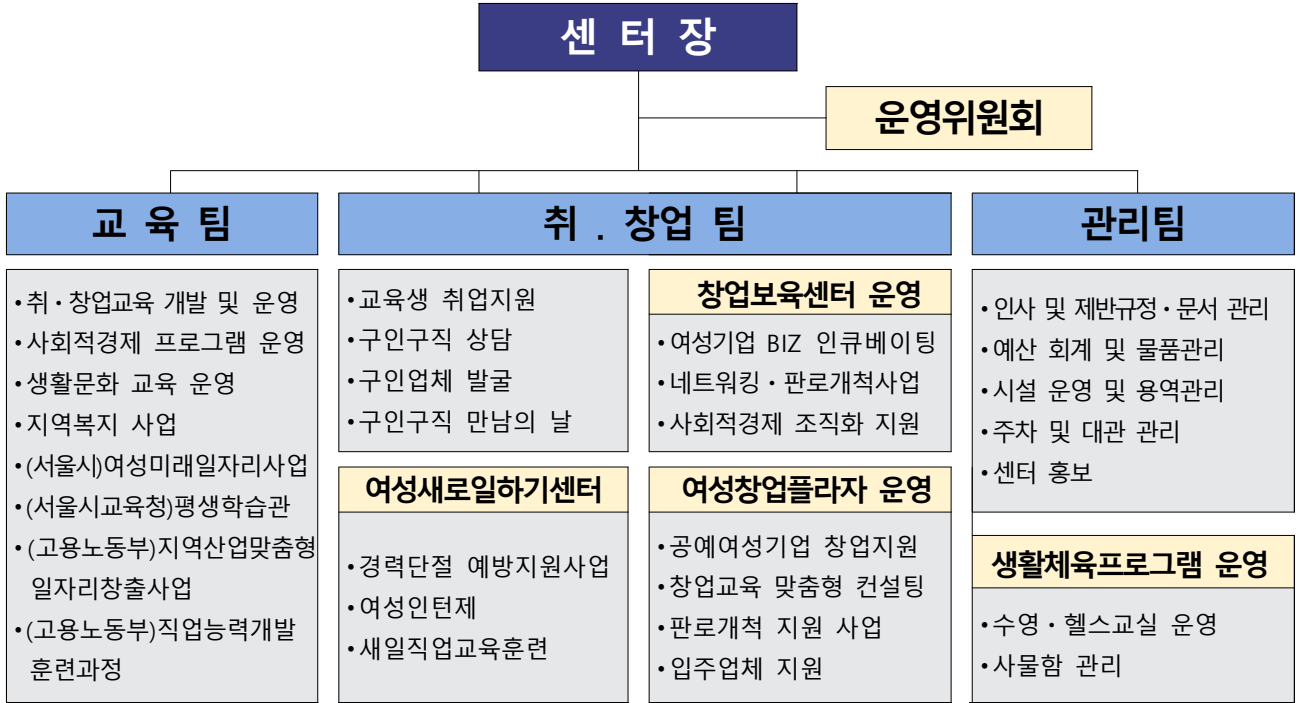 센 터 장
운영위원회
교 육 팀
• 취・창업교육 개발 및 운영
• 사회적경제 프로그램 운영
• 생활문화 교육 운영
• 지역복지 사업
• (서울시)여성미래일자리사업
• (서울시교육청)평생학습관
• (고용노동부)지역산업맞춤형
일자리창출사업
• (고용노동부)직업능력개발
훈련과정
취 . 창업 팀
• 교육생 취업지원
• 구인구직 상담
• 구인업체 발굴
• 구인구직 만남의 날
여성새로일하기센터
• 경력단절 예방지원사업
• 여성인턴제
• 새일직업교육훈련
창업보육센터 운영
• 여성기업 BIZ 인큐베이팅
• 네트워킹・판로개척사업
• 사회적경제 조직화 지원
여성창업플라자 운영
• 공예여성기업 창업지원
• 창업교육 맞춤형 컨설팅
• 판로개척 지원 사업
• 입주업체 지원
관리팀
• 인사 및 제반규정・문서 관리
• 예산 회계 및 물품관리
• 시설 운영 및 용역관리
• 주차 및 대관 관리
• 센터 홍보
생활체육프로그램 운영
• 수영・헬스교실 운영
• 사물함 관리